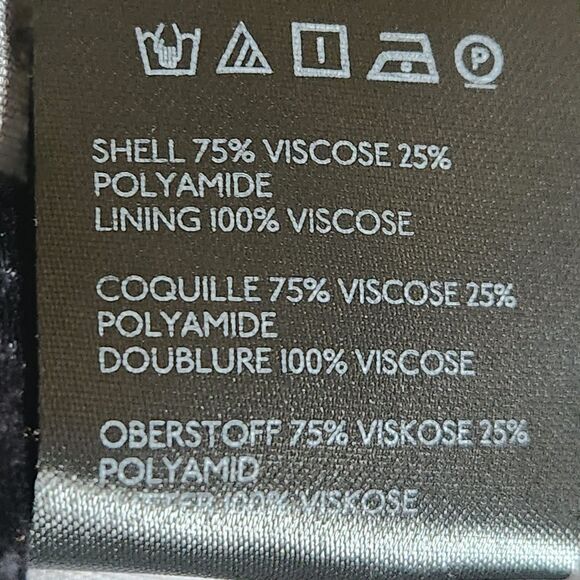 P
SHELL 75% VISCOSE 25%
POLYAMIDE
LINING 100% VISCOSE
COQUILLE 75% VISCOSE 25%
POLYAMIDE
DOUBLURE 100% VISCOSE
OBERSTOFF 75% VISKOSE 25%
POLYAMID
FUTTER 100% VISKOSE